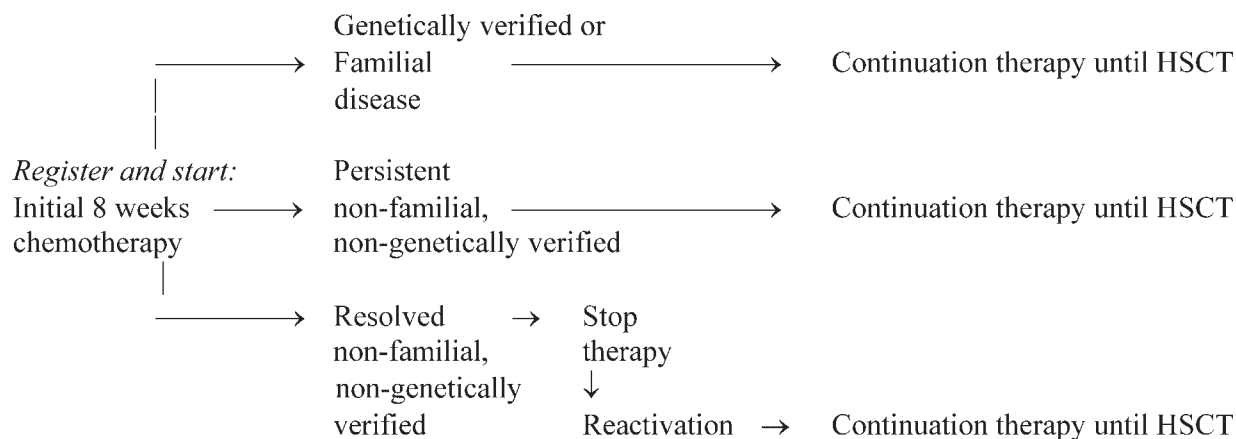 Genetically verified or
Familial
disease
Continuation therapy until HSCT
Register and start:
Initial 8 weeks
chemotherapy
Persistent
non-familial,
non-genetically verified
Continuation therapy until HSCT
Resolved
non-familial,
non-genetically
verified
Stop
therapy
Reactivation
Continuation therapy until HSCT